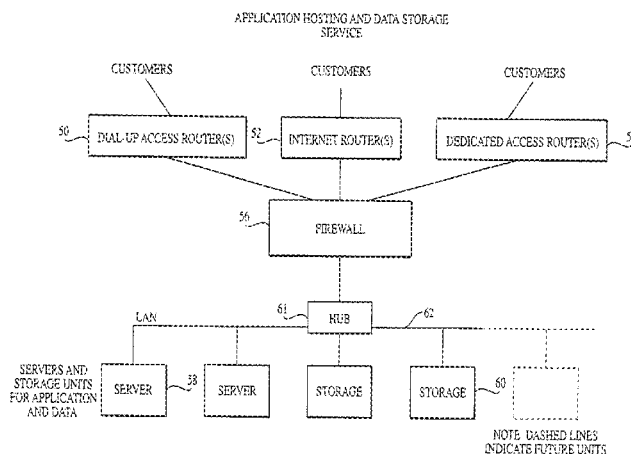 APPLICATION HOSTING AND DATA STORAGE
SERVICE
CUSTOMERS
CUSTOMERS
CUSTOMERS
50
DIAL-UP ACCESS ROUTER(S)
52
INTERNET ROUTER(S)
DEDICATED ACCESS ROUTER(S)
56
FIREWALL
61
HUB
62
LAN
SERVERS AND
STORAGE UNITS
FOR APPLICATION
AND DATA
SERVER
58
SERVER
STORAGE
STORAGE
60
NOTE DASHED LINES
INDICATE FUTURE UNITS